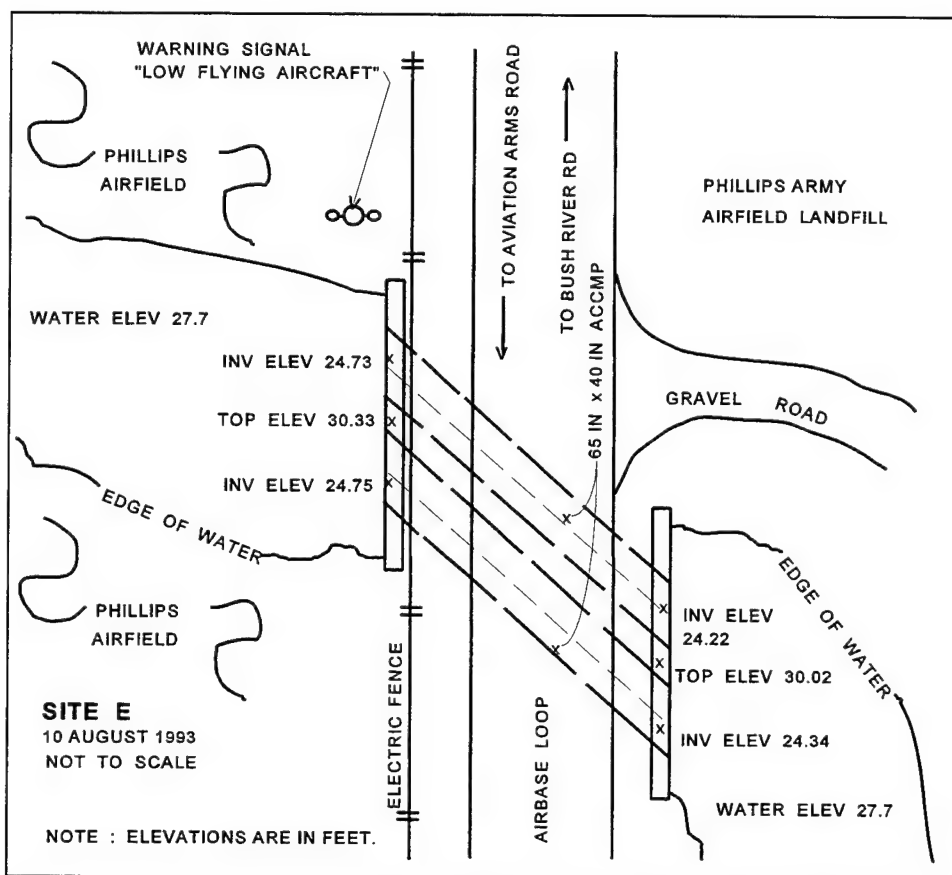 WARNING SIGNAL
"LOW FLYING AIRCRAFT"
TO AVIATION ARMS ROAD
TO BUSH RIVER RD
PHILLIPS
AIRFIELD
PHILLIPS ARMY
AIRFIELD LANDFILL
WATER ELEV 27.7
INV ELEV 24.73
TOP ELEV 30.33
INV ELEV 24.75
65 IN x 40 IN ACCMP
GRAVEL ROAD
EDGE OF WATER
EDGE OF WATER
PHILLIPS
AIRFIELD
INV ELEV
24.22
TOP ELEV 30.02
INV ELEV 24.34
ELECTRIC FENCE
AIRBASE LOOP
SITE E
10 AUGUST 1993
NOT TO SCALE
WATER ELEV 27.7
NOTE : ELEVATIONS ARE IN FEET.